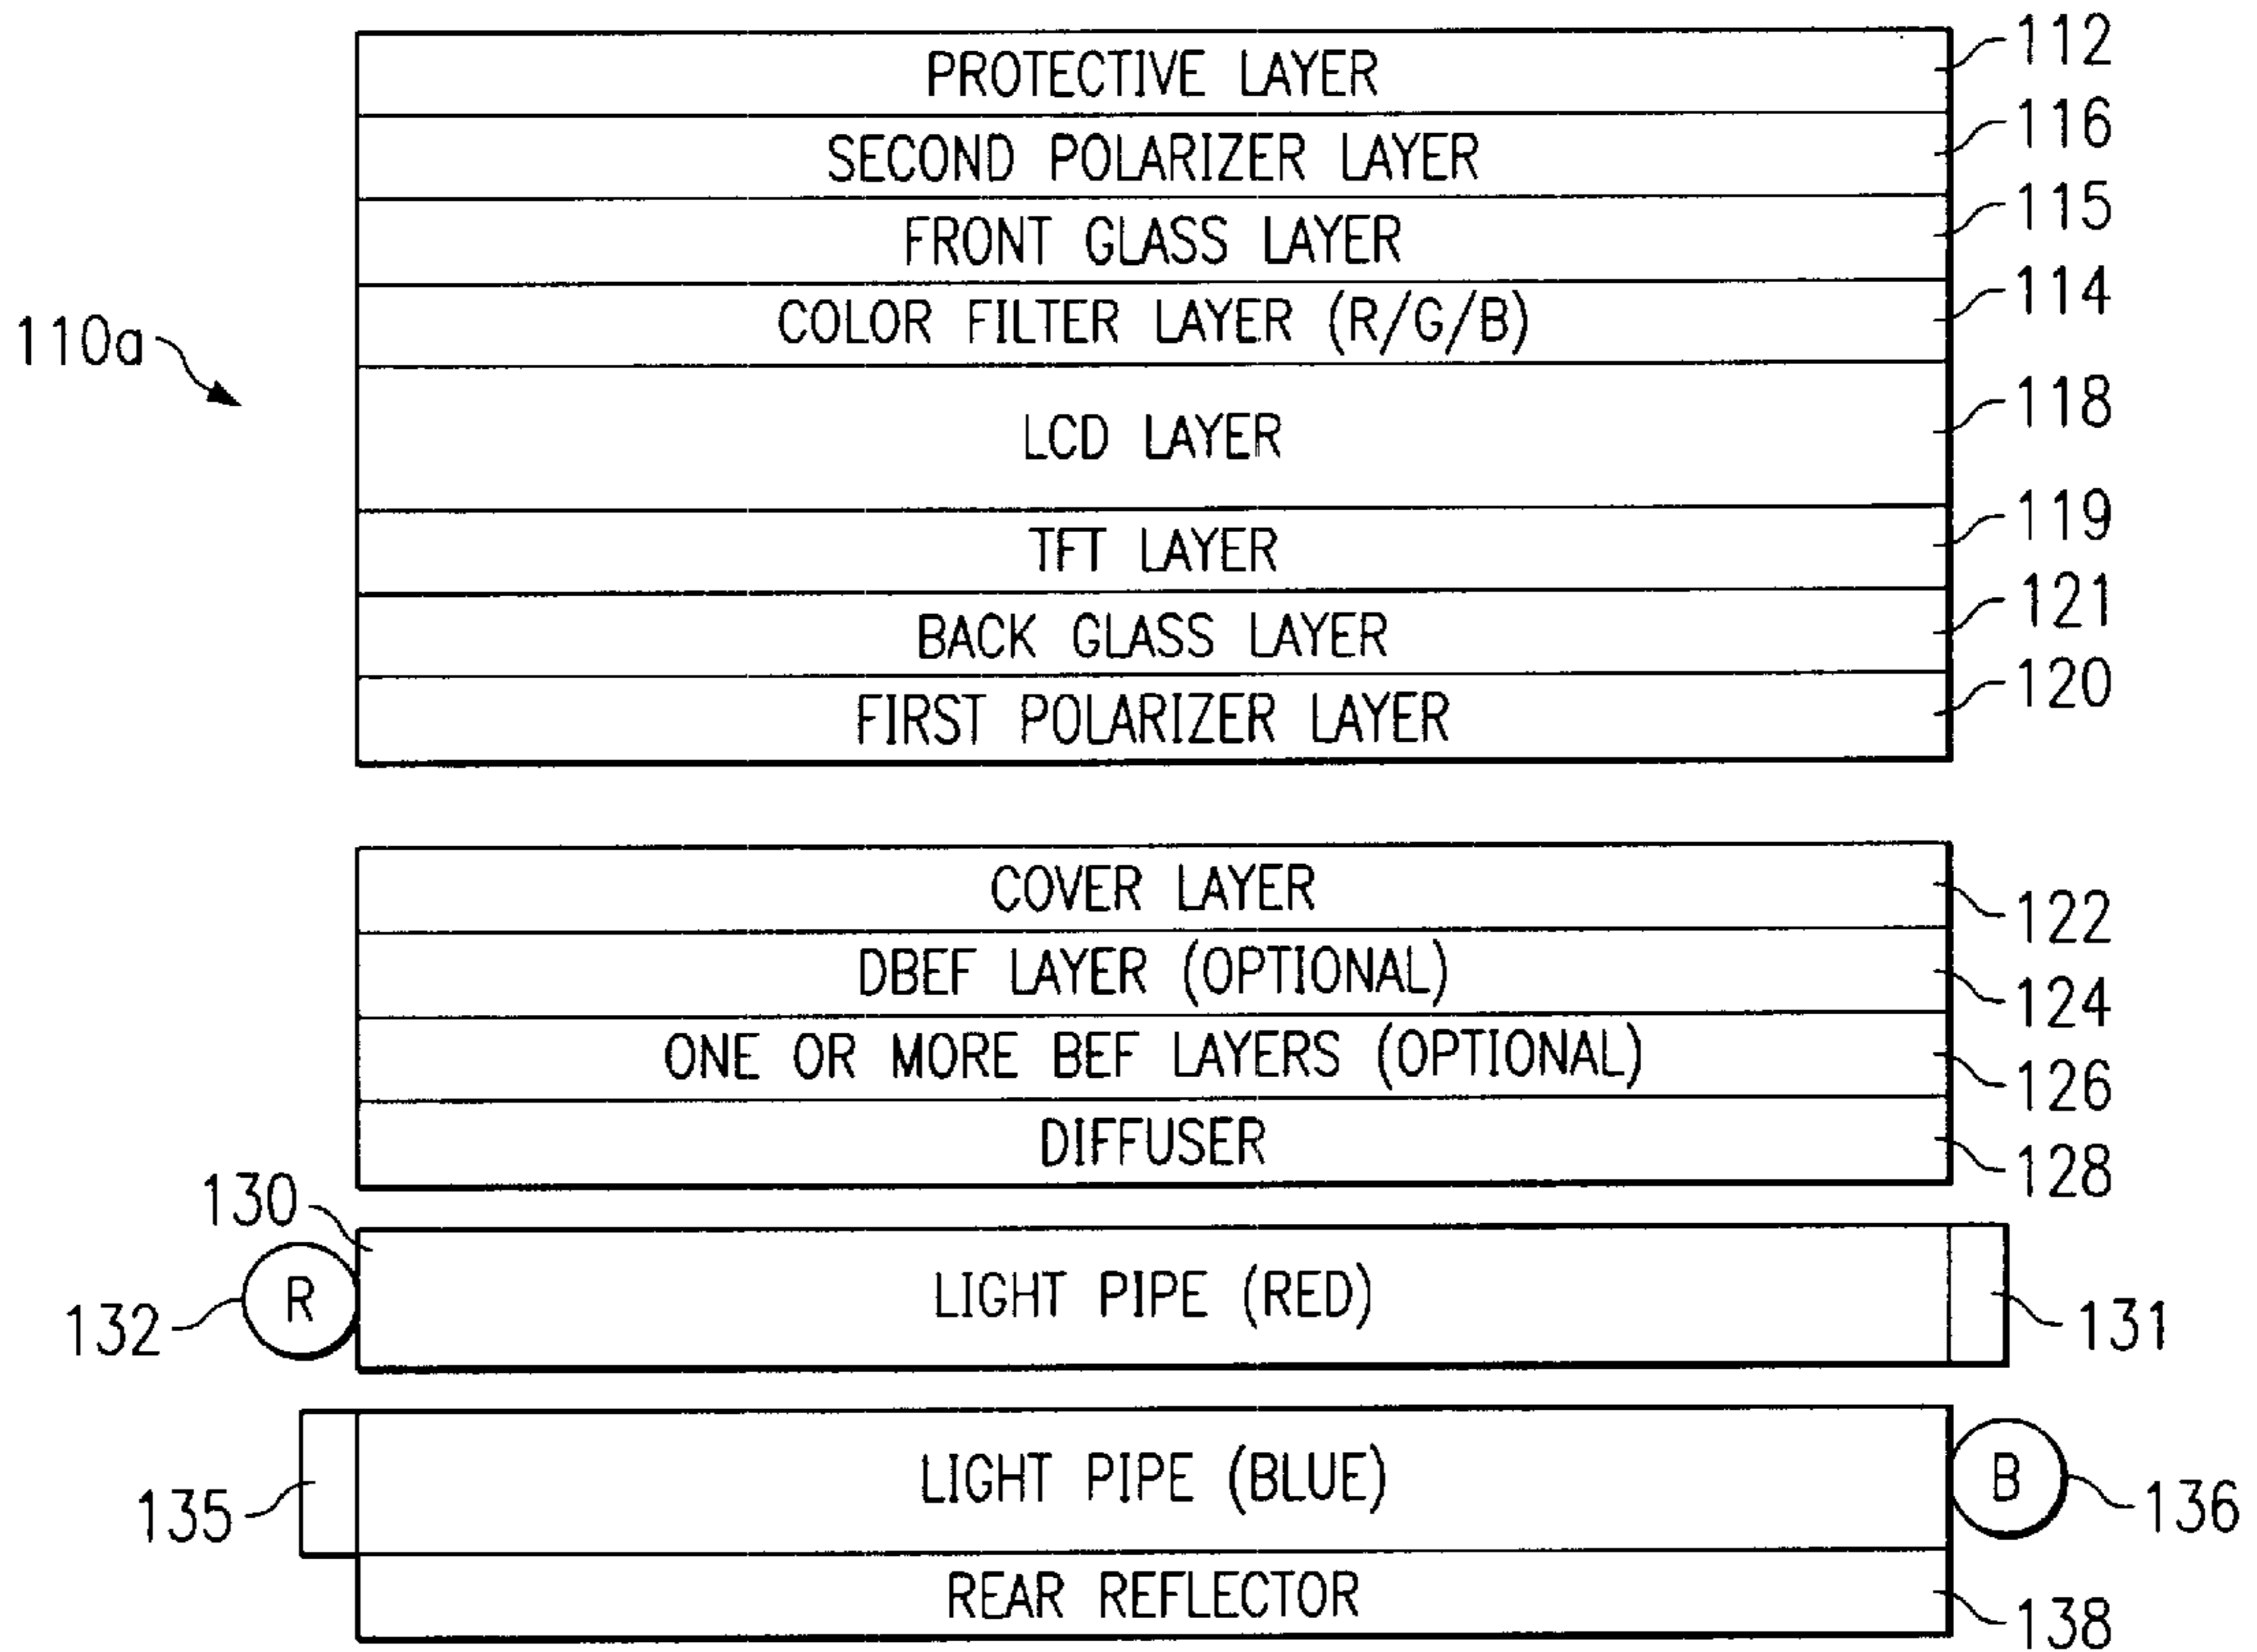 PROTECTIVE LAYER 112
SECOND POLARIZER LAYER 116
FRONT GLASS LAYER 115
COLOR FILTER LAYER (R/G/B) 114
110a
LCD LAYER 118
TFT LAYER 119
BACK GLASS LAYER 121
FIRST POLARIZER LAYER 120
COVER LAYER 122
DBEF LAYER (OPTIONAL) 124
ONE OR MORE BEF LAYERS (OPTIONAL) 126
DIFFUSER 128
130
132 R LIGHT PIPE (RED) 131
135 LIGHT PIPE (BLUE) B 136
REAR REFLECTOR 138